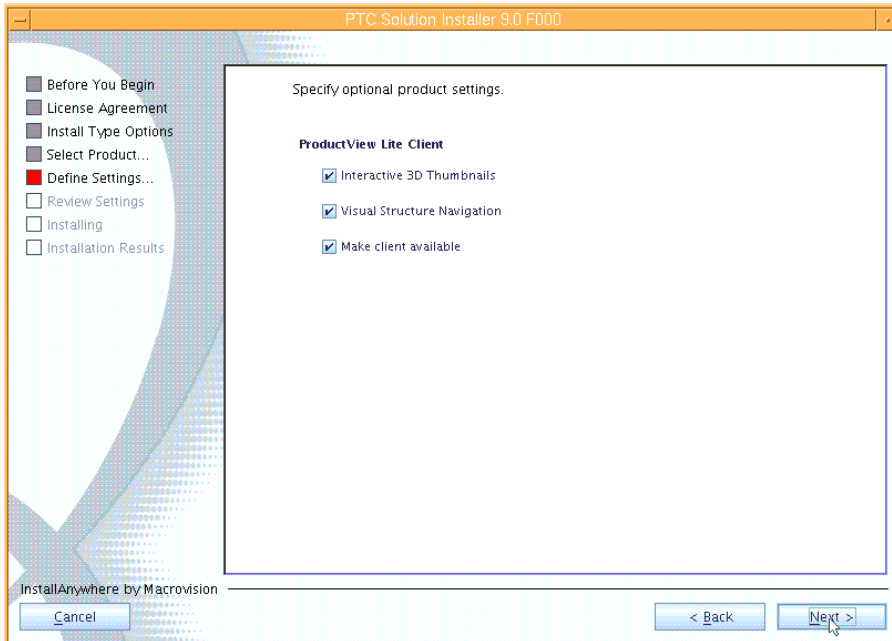 PTC Solution Installer 9.0 F000
Before You Begin
License Agreement
Install Type Options
Select Product...
Define Settings...
Review Settings
Installing
Installation Results
Specify optional product settings.
ProductView Lite Client
Interactive 3D Thumbnails
Visual Structure Navigation
Make client available
InstallAnywhere by Macrovision
Cancel
< Back
Next >